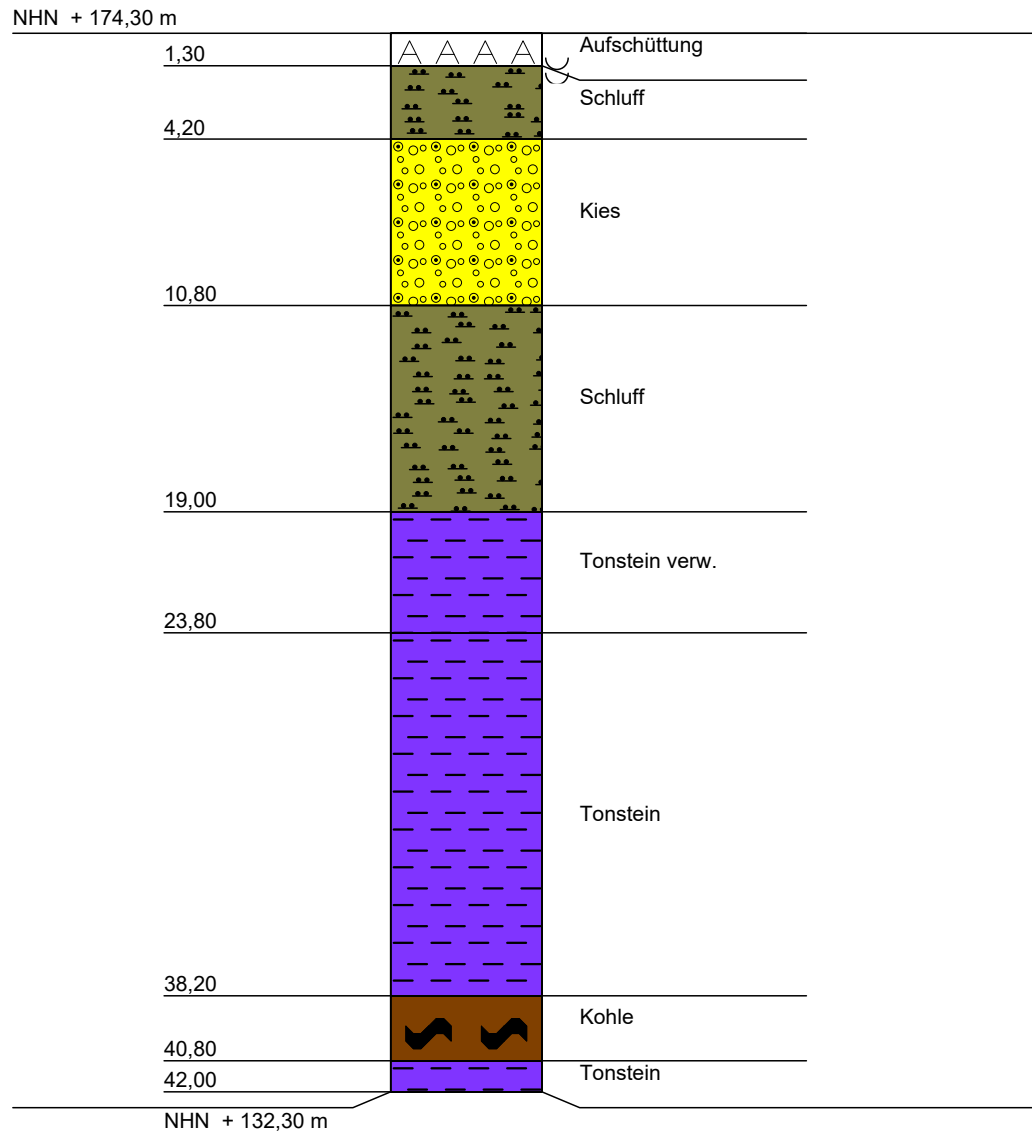 NHN + 174,30 m
A A A A
Aufschüttung
1,30
Schluff
4,20
Kies
10,80
Schluff
19,00
Tonstein verw.
23,80
Tonstein
38,20
Kohle
40,80
Tonstein
42,00
NHN + 132,30 m